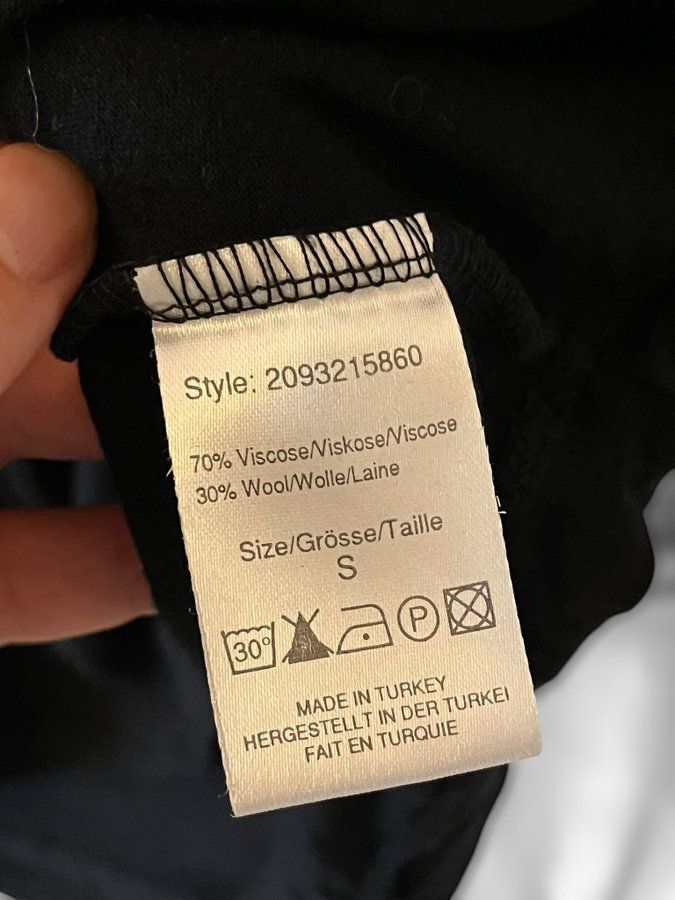 Style: 2093215860
70% Viscose/Viskose/Viscose
30% Wool/Wolle/Laine
Size/Grösse/Taille
S
30° P
MADE IN TURKEY
HERGESTELLT IN DER TURKEI
FAIT EN TURQUIE